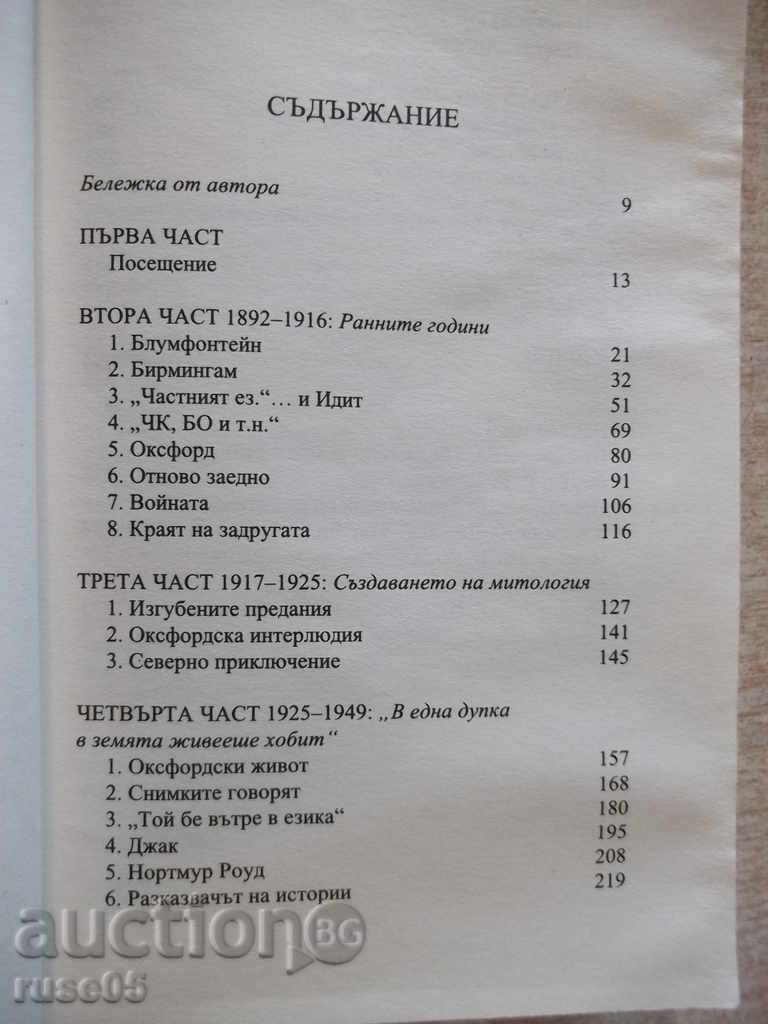 СЪДЪРЖАНИЕ
Бележка от автора 9
ПЪРВА ЧАСТ
Посещение 13
ВТОРА ЧАСТ 1892–1916: Ранните години
1. Блумфонтейн 21
2. Бирмингам 32
3. „Частният ез.“… и Идит 51
4. „ЧК, БО и т.н.“ 69
5. Оксфорд 80
6. Отново заедно 91
7. Войната 106
8. Краят на задругата 116
ТРЕТА ЧАСТ 1917–1925: Създаването на митология
1. Изгубените предания 127
2. Оксфордска интерлюдия 141
3. Северно приключение 145
ЧЕТВЪРТА ЧАСТ 1925–1949: „В една дупка
в земята живееше хобит“
1. Оксфордски живот 157
2. Снимките говорят 168
3. „Той бе вътре в езика“ 180
4. Джак 195
5. Нортмур Роуд 208
6. Разказвачът на истории 219
auction BG
ruse05